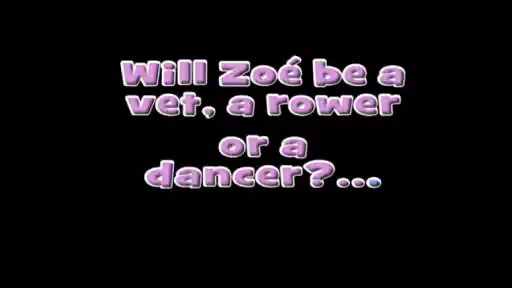 Will Zoé be a
vet, a rower
or a
dancer?...